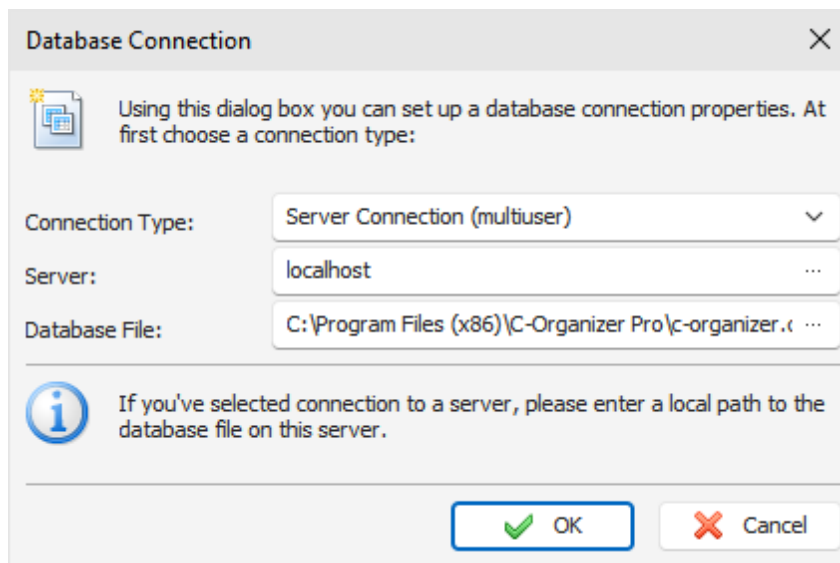 Database Connection
Using this dialog box you can set up a database connection properties. At
first choose a connection type:
Connection Type:
Server Connection (multiuser)
Server:
localhost
...
Database File:
C:\Program Files (x86)\C-Organizer Pro\c-organizer.
...
If you've selected connection to a server, please enter a local path to the
database file on this server.
OK
Cancel